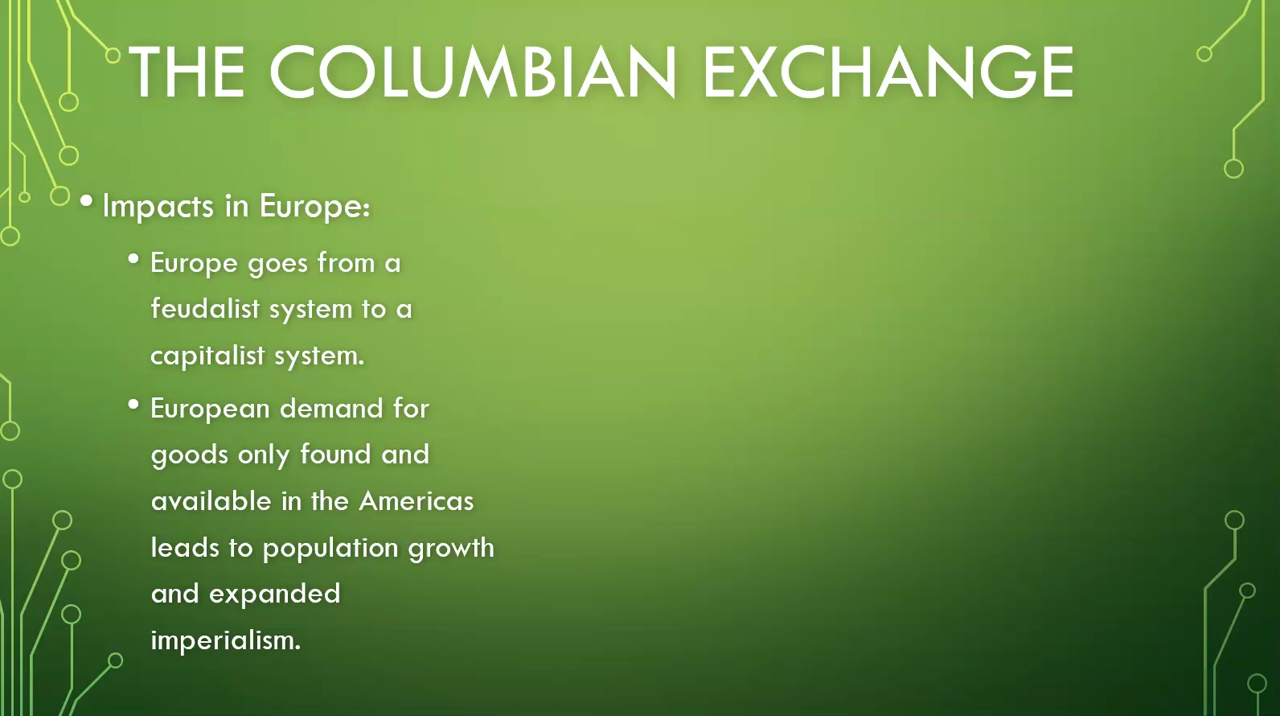 THE COLUMBIAN EXCHANGE
• Impacts in Europe:
• Europe goes from a
feudalist system to a
capitalist system.
• European demand for
goods only found and
available in the Americas
leads to population growth
and expanded
imperialism.